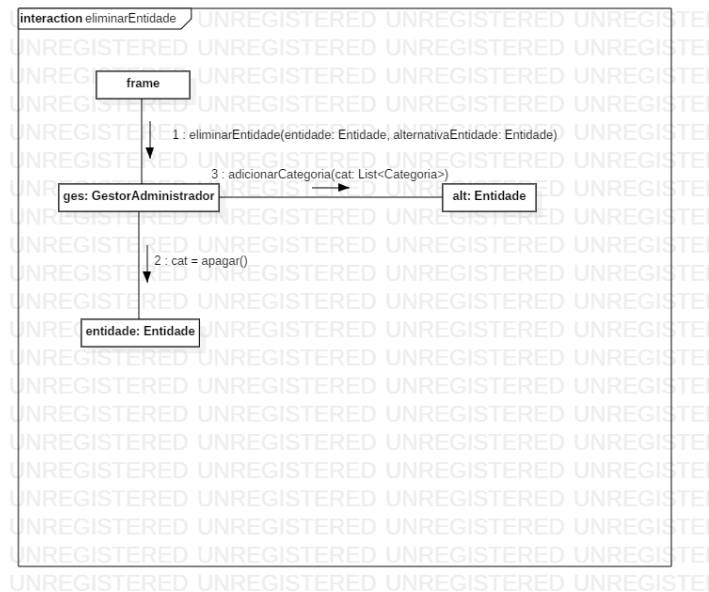 interaction eliminarEntidade
frame
1 : eliminarEntidade(entidade: Entidade, alternativaEntidade: Entidade)
3 : adicionarCategoria(cat: List<Categoria>)
ges: GestorAdministrador
alt: Entidade
2 : cat = apagar()
entidade: Entidade
UNREGISTERED UNREGISTERED UNREGISTERED UNREGISTE